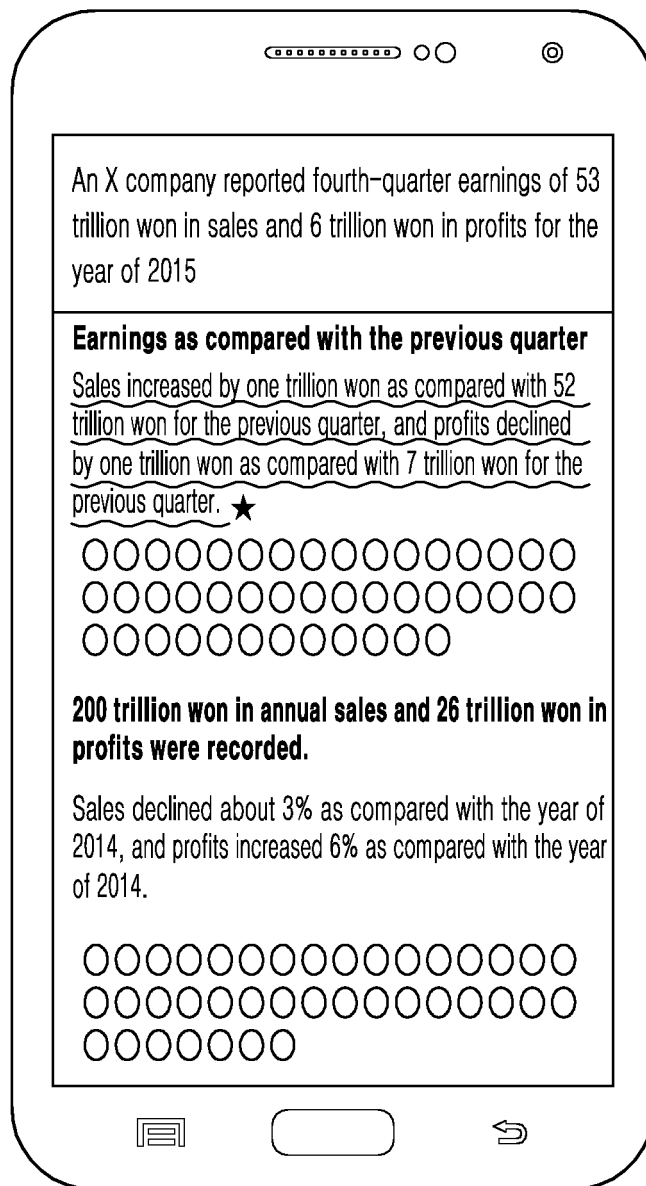 An X company reported fourth-quarter earnings of 53
trillion won in sales and 6 trillion won in profits for the
year of 2015
Earnings as compared with the previous quarter
Sales increased by one trillion won as compared with 52
trillion won for the previous quarter, and profits declined
by one trillion won as compared with 7 trillion won for the
previous quarter. ★
○○○○○○○○○○○○○○○○
○○○○○○○○○○○○○○○○
○○○○○○○○○○○○
200 trillion won in annual sales and 26 trillion won in
profits were recorded.
Sales declined about 3% as compared with the year of
2014, and profits increased 6% as compared with the year
of 2014.
○○○○○○○○○○○○○○○○
○○○○○○○○○○○○○○○○
○○○○○○○